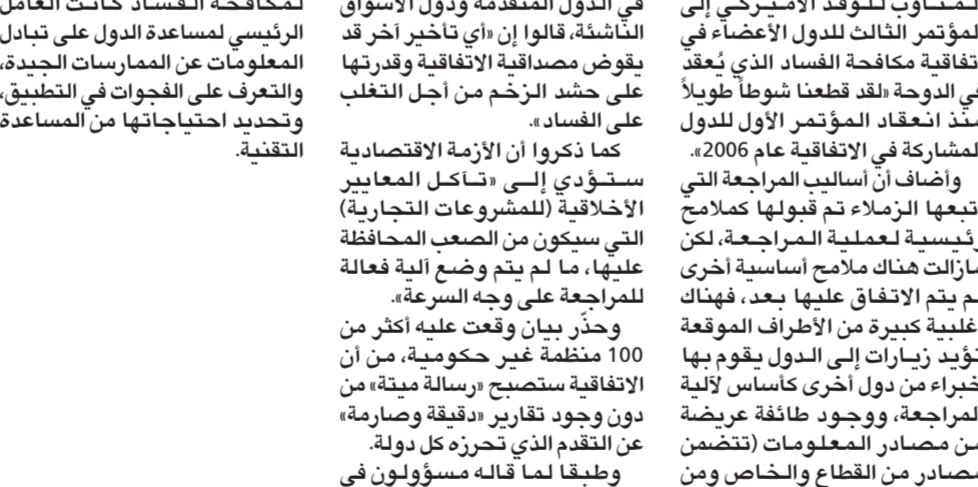 المناوب للوفد الأميركي إلى
المؤتمر الثالث للدول الأعضاء في
اتفاقية مكافحة الفساد الذي يُعقد
في الدوحة «لقد قطعنا شوطاً طويلاً
منذ انعقاد المؤتمر الأول للدول
المشاركة في الاتفاقية عام 2006».
وأضاف أن أساليب المراجعة التي
اتبعها الزملاء تم قبولها كملامح
رئيسية لعملية المراجعة، لكن
مازالت هناك ملامح أساسية أخرى
لم يتم الاتفاق عليها بعد، فهناك
غلبية كبيرة من الأطراف الموقعة
تؤيد زيارات إلى الدول يقوم بها
خبراء من دول أخرى كأساس لآلية
المراجعة، ووجود طائفة عريضة
من مصادر المعلومات (تتضمن
مصادر من القطاع والخاص ومن
في الدول المتقدمة ودول الأسواق
الناشئة، قالوا إن «أي تأخير آخر قد
يقوض مصداقية الاتفاقية وقدرتها
على حشد الزخم من أجل التغلب
على الفساد».
كما ذكروا أن الأزمة الاقتصادية
ستؤدي إلى «تآكل المعايير
الأخلاقية (للمشروعات التجارية)
التي سيكون من الصعب المحافظة
عليها، ما لم يتم وضع آلية فعالة
للمراجعة على وجه السرعة».
وحذّر بيان وقعت عليه أكثر من
100 منظمة غير حكومية، من أن
الاتفاقية ستصبح «رسالة ميتة» من
دون وجود تقارير «دقيقة وصارمة»
عن التقدم الذي تحرزه كل دولة.
وطبقا لما قاله مسؤولون في
لمكافحة الفساد كانت العامل
الرئيسي لمساعدة الدول على تبادل
المعلومات عن الممارسات الجيدة،
والتعرف على الفجوات في التطبيق،
وتحديد احتياجاتها من المساعدة
التقنية.